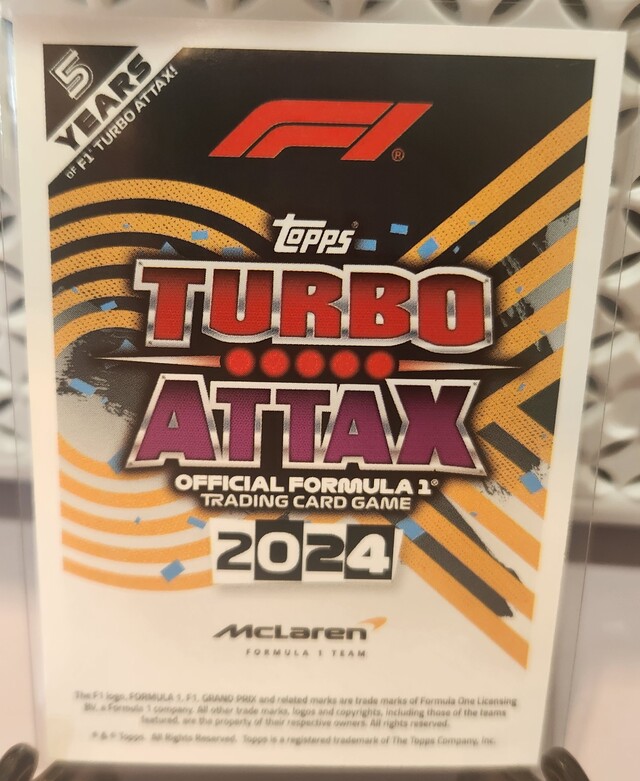 5
YEARS
OF F1® TURBO ATTAX!
F1®
Topps®
TURBO
ATTAX
OFFICIAL FORMULA 1®
TRADING CARD GAME
2024
McLaren
FORMULA 1 TEAM
The F1 logo, FORMULA 1, F1, GRAND PRIX and related marks are trade marks of Formula One Licensing
BV, a Formula 1 company. All other trade marks, logos and copyrights, including those of the teams
featured, are the property of their respective owners. All rights reserved.
® & © Topps. All Rights Reserved. Topps is a registered trademark of The Topps Company, Inc.